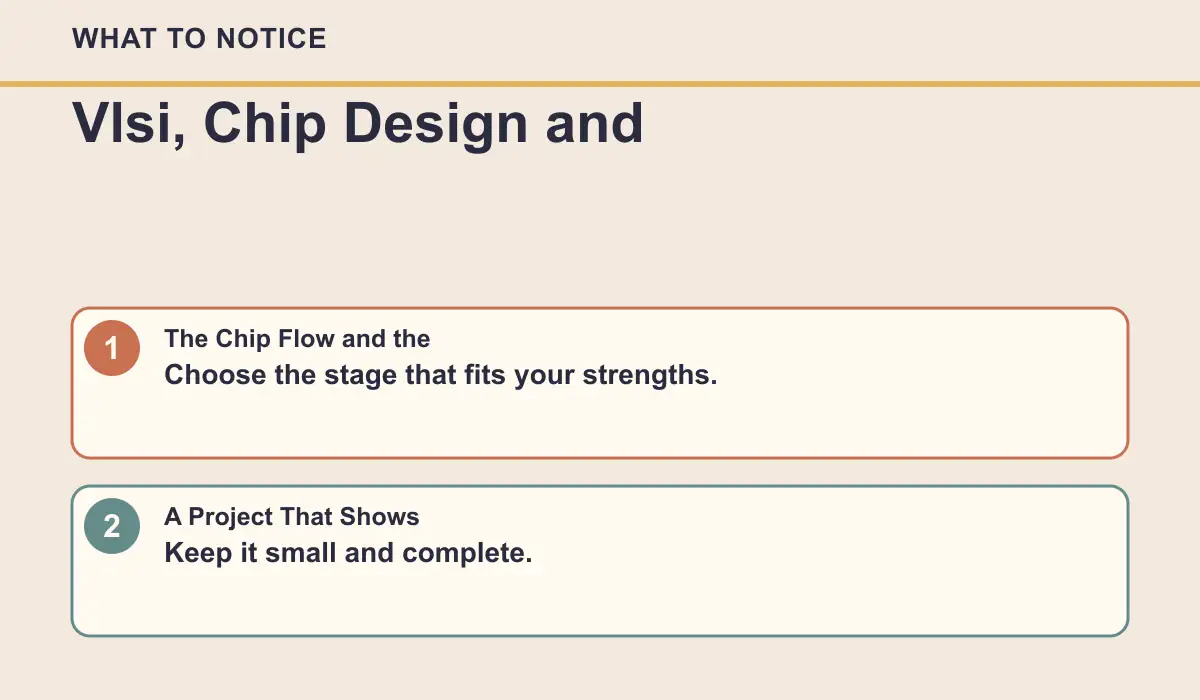 WHAT TO NOTICE
Vlsi, Chip Design and
1
The Chip Flow and the
Choose the stage that fits your strengths.
2
A Project That Shows
Keep it small and complete.